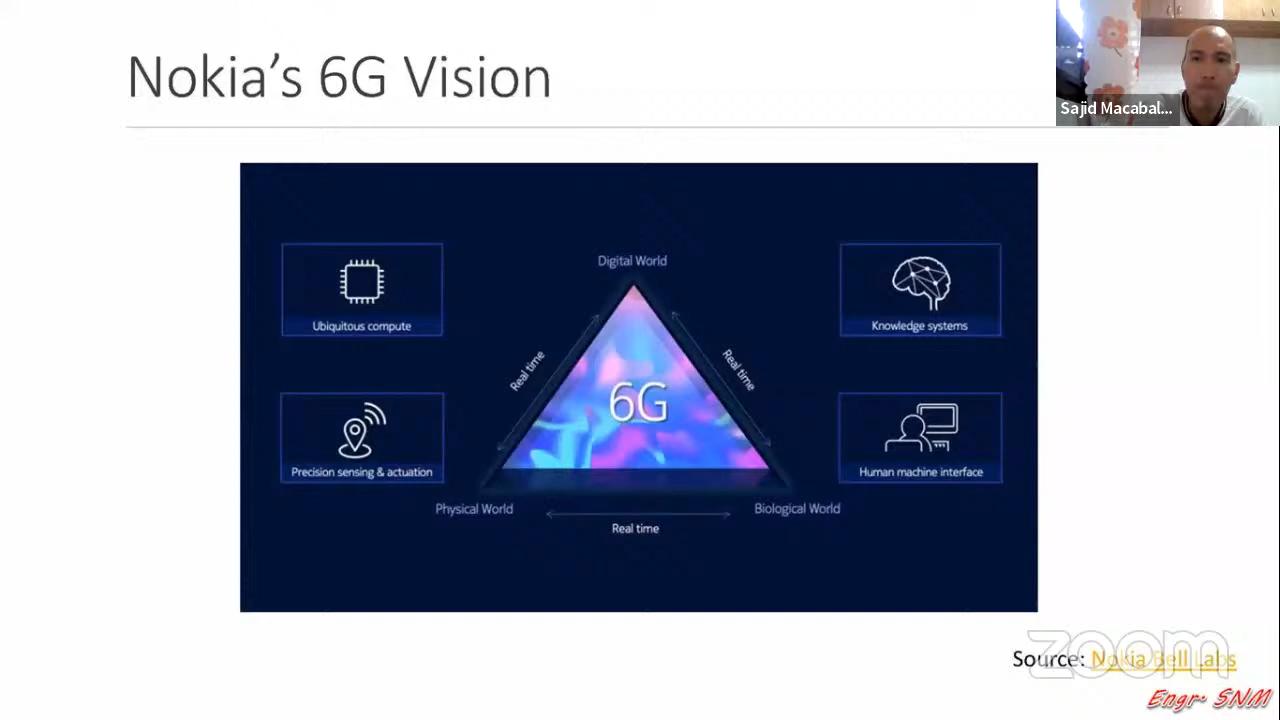 Nokia's 6G Vision
Sajid Macabal...
Digital World
Ubiquitous compute
Knowledge systems
Real time
Real time
6G
Precision sensing & actuation
Human machine interface
Physical World
Biological World
Real time
zoom
Source: Nokia Bell Labs
Engr. SNM